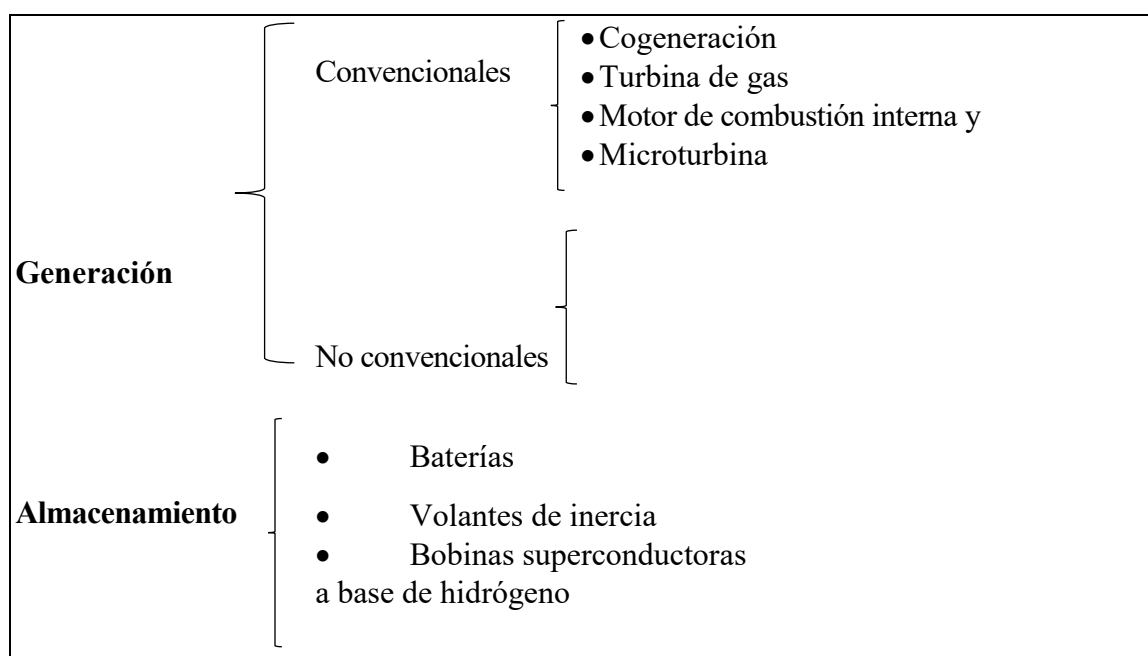 Convencionales
• Cogeneración
• Turbina de gas
• Motor de combustión interna y
• Microturbina
Generación
No convencionales
• Baterías
Almacenamiento
• Volantes de inercia
• Bobinas superconductoras
a base de hidrógeno